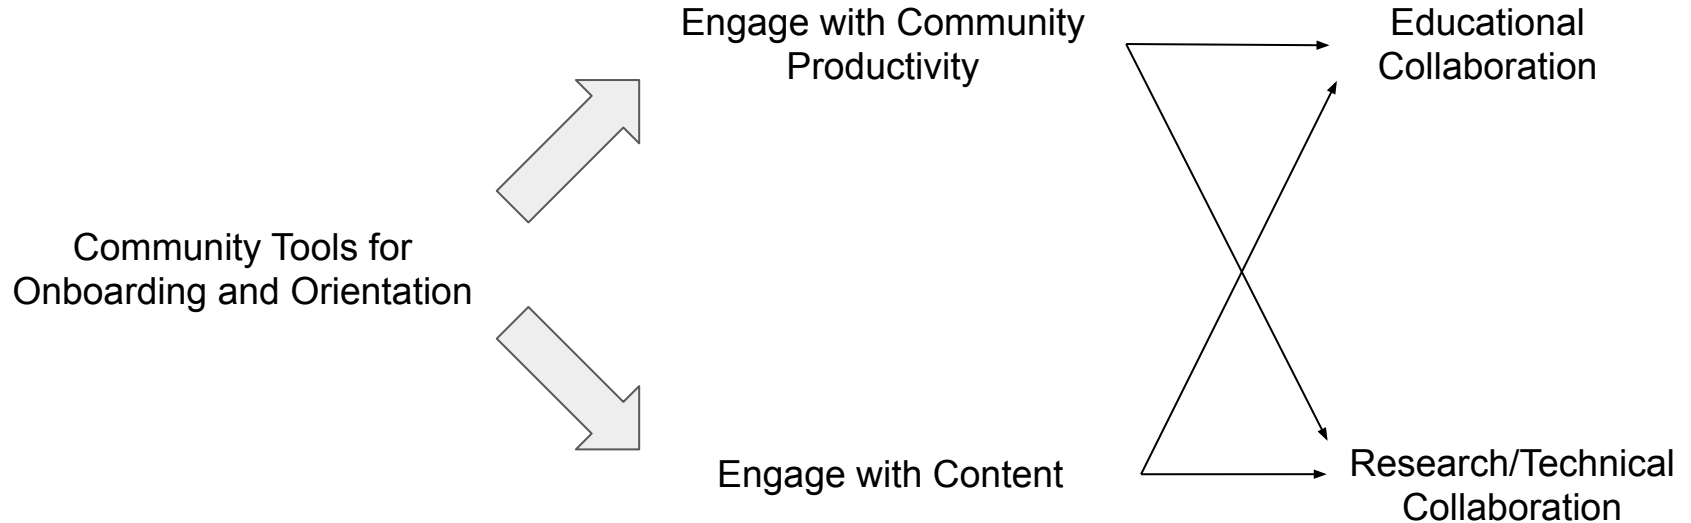 Engage with Community
Productivity
Educational
Collaboration
Community Tools for
Onboarding and Orientation
Engage with Content
Research/Technical
Collaboration